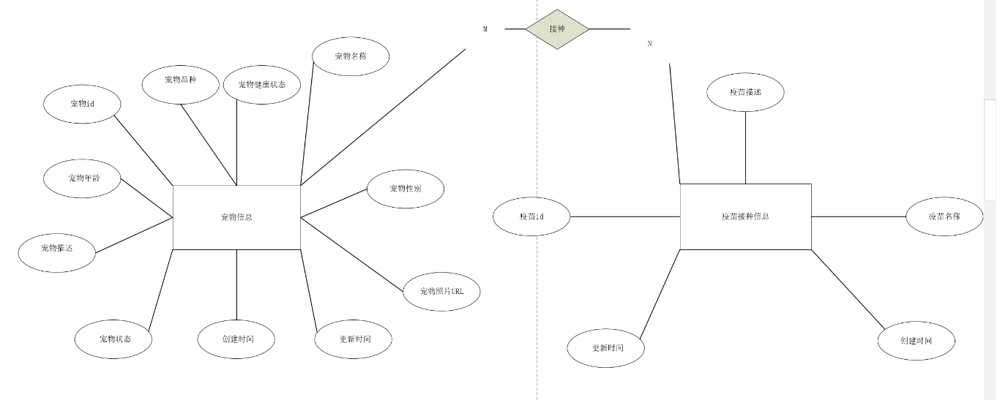 M
接种
N
宠物名称
宠物品种
宠物健康状态
宠物id
疫苗描述
宠物年龄
宠物性别
宠物信息
疫苗id
疫苗接种信息
疫苗名称
宠物描述
宠物照片URL
宠物状态
创建时间
更新时间
更新时间
创建时间